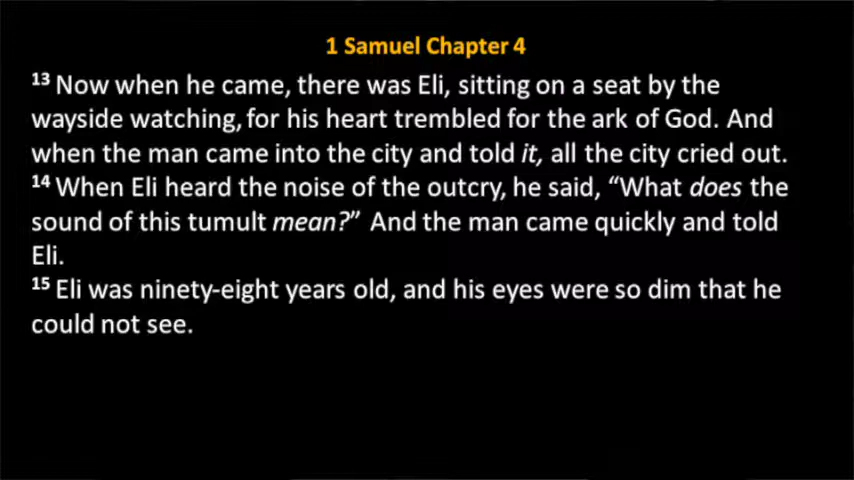 1 Samuel Chapter 4
13 Now when he came, there was Eli, sitting on a seat by the
wayside watching, for his heart trembled for the ark of God. And
when the man came into the city and told it, all the city cried out.
14 When Eli heard the noise of the outcry, he said, “What does the
sound of this tumult mean?” And the man came quickly and told
Eli.
15 Eli was ninety-eight years old, and his eyes were so dim that he
could not see.